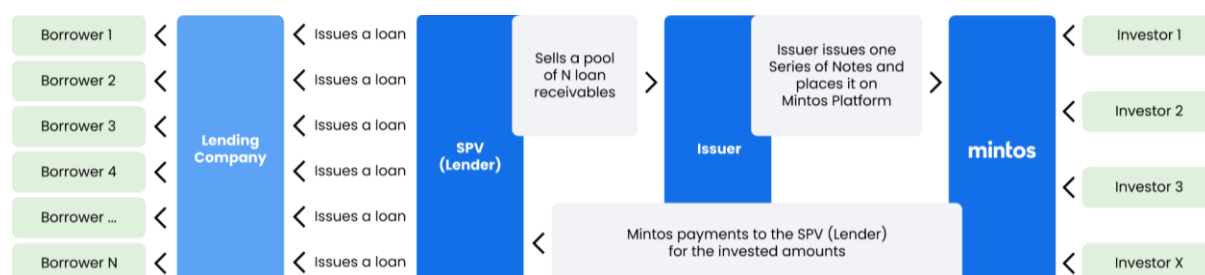 Borrower 1
Borrower 2
Borrower 3
Borrower 4
Borrower ...
Borrower N
Lending
Company
Issues a loan
Issues a loan
Issues a loan
Issues a loan
Issues a loan
Issues a loan
SPV
(Lender)
Sells a pool
of N loan
receivables
Issuer
Issuer issues one
Series of Notes and
places it on
Mintos Platform
Mintos payments to the SPV (Lender)
for the invested amounts
mintos
Investor 1
Investor 2
Investor 3
Investor X